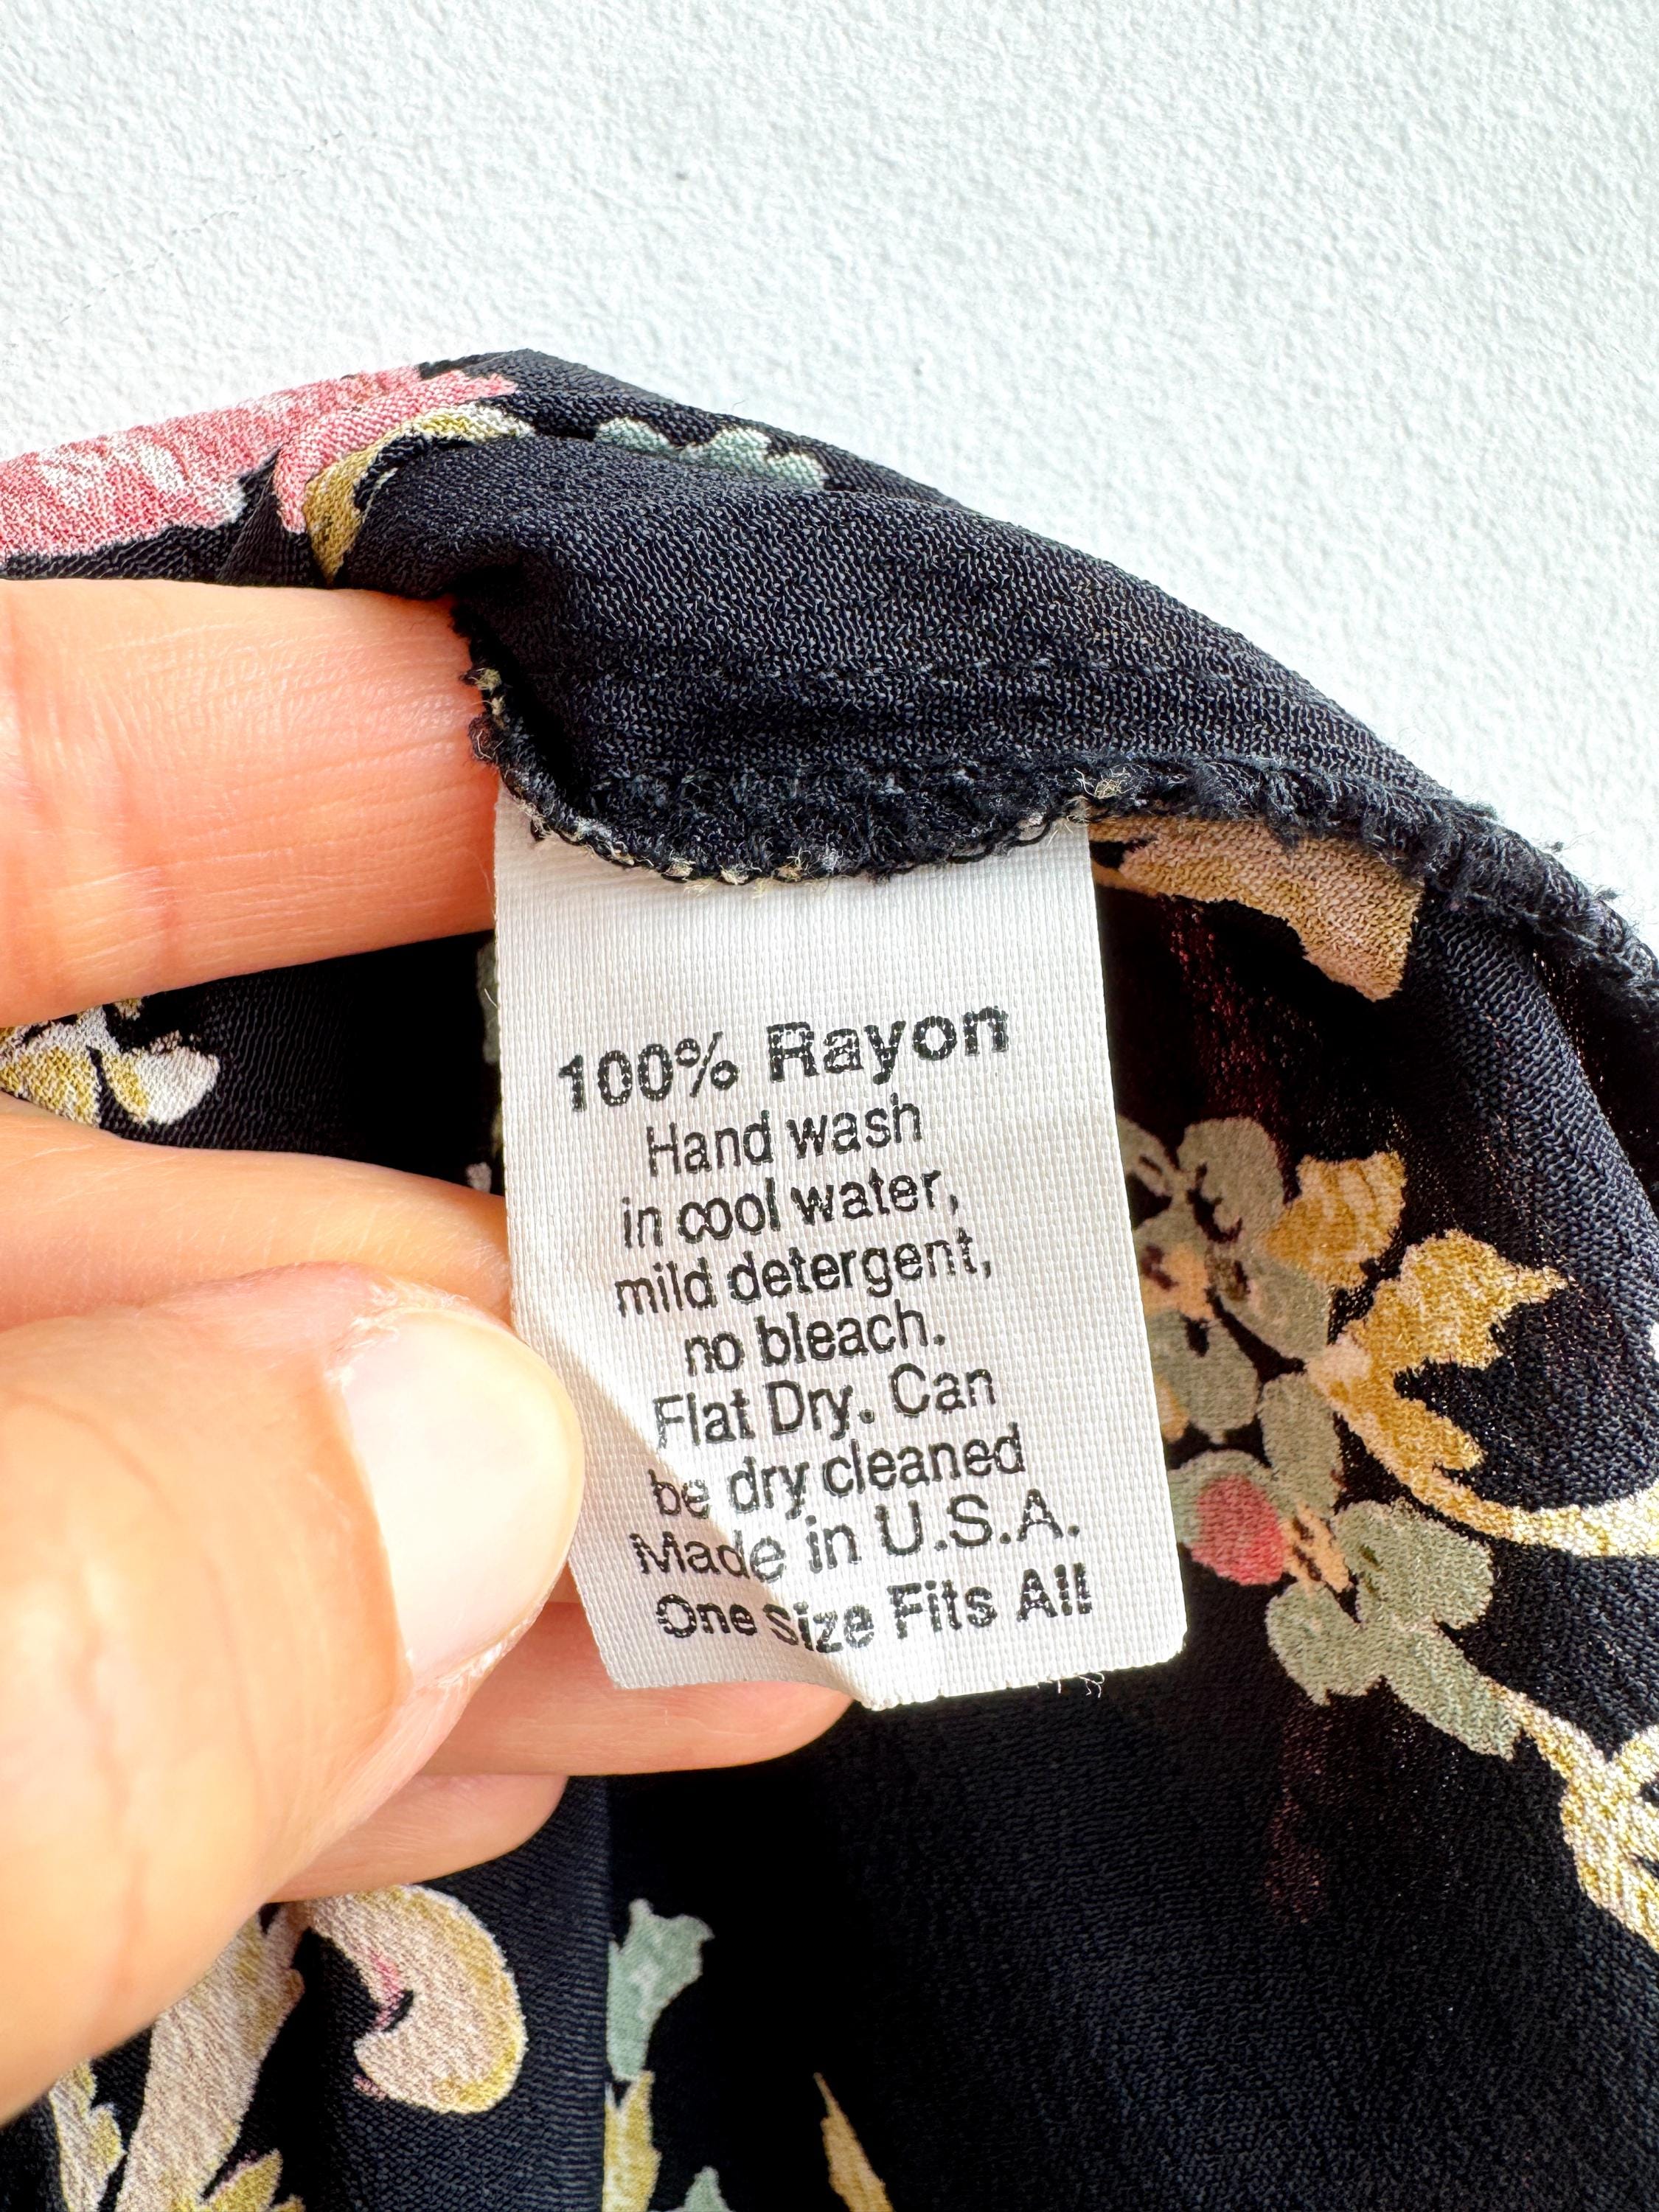 100% Rayon
Hand wash
in cool water,
mild detergent,
no bleach.
Flat Dry. Can
be dry cleaned
Made in U.S.A.
One Size Fits All